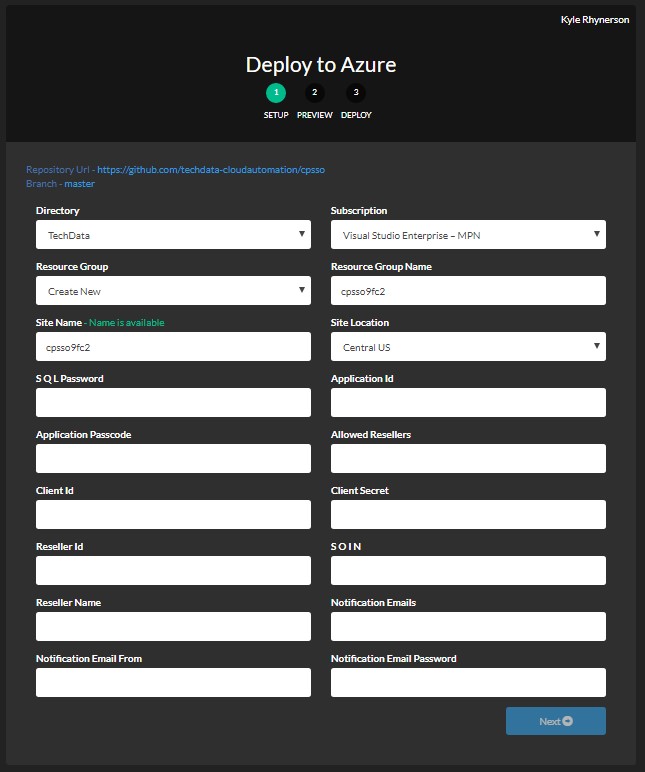 Kyle Rhynerson
Deploy to Azure
1 2 3
SETUP PREVIEW DEPLOY
Repository Url - https://github.com/techdata-cloudautomation/cpsso
Branch - master
Directory Subscription
TechData Visual Studio Enterprise – MPN
Resource Group Resource Group Name
Create New cpsso9fc2
Site Name - Name is available Site Location
cpsso9fc2 Central US
S Q L Password Application Id
Application Passcode Allowed Resellers
Client Id Client Secret
Reseller Id S O I N
Reseller Name Notification Emails
Notification Email From Notification Email Password
Next